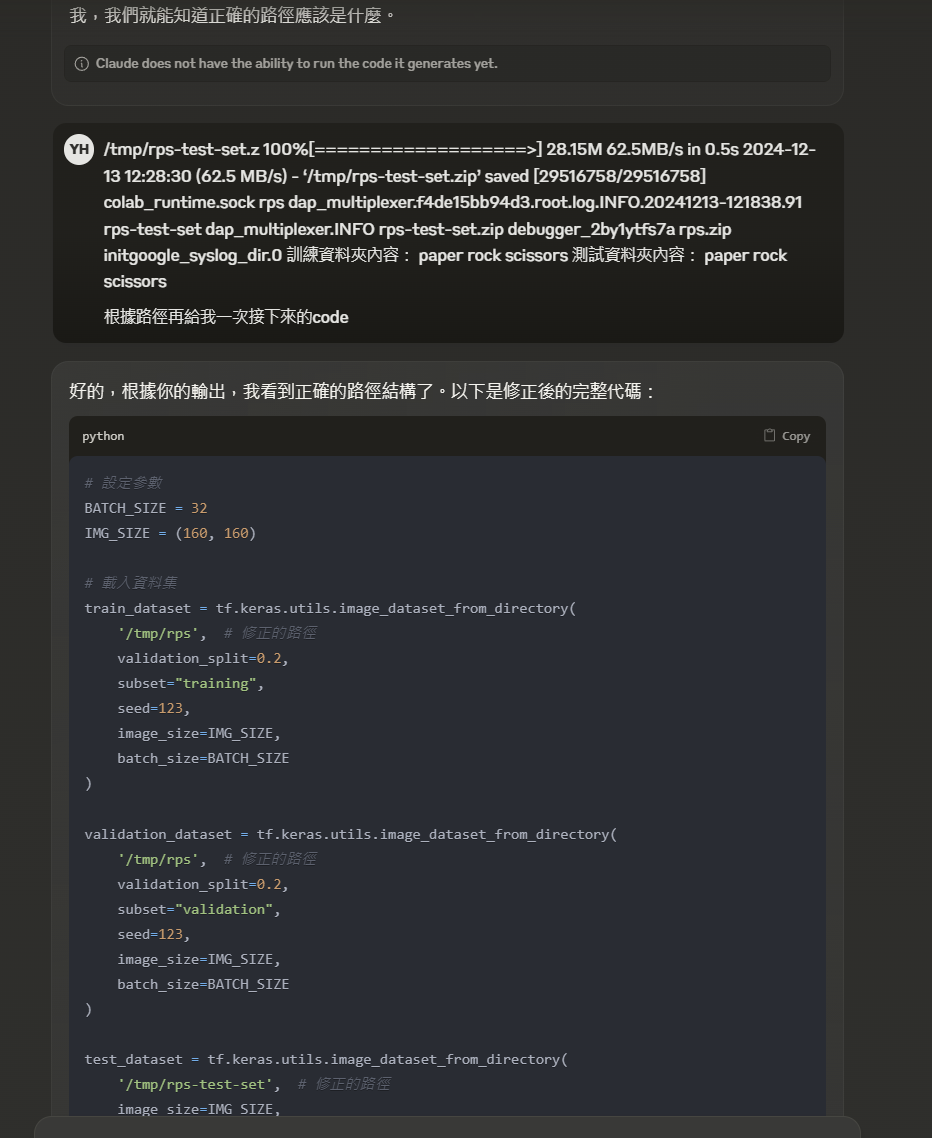 我，我們就能知道正確的路徑應該是什麼。
Claude does not have the ability to run the code it generates yet.
YH
/tmp/rps-test-set.z 100%[===================>] 28.15M 62.5MB/s in 0.5s 2024-12-
13 12:28:30 (62.5 MB/s) - ‘/tmp/rps-test-set.zip’ saved [29516758/29516758]
colab_runtime.sock rps dap_multiplexer.f4de15bb94d3.root.log.INFO.20241213-121838.91
rps-test-set dap_multiplexer.INFO rps-test-set.zip debugger_2by1ytfs7a rps.zip
initgoogle_syslog_dir.0 訓練資料夾內容： paper rock scissors 測試資料夾內容： paper rock
scissors
根據路徑再給我一次接下來的code
好的，根據你的輸出，我看到正確的路徑結構了。以下是修正後的完整代碼：
python
Copy
# 設定參數
BATCH_SIZE = 32
IMG_SIZE = (160, 160)
# 載入資料集
train_dataset = tf.keras.utils.image_dataset_from_directory(
'/tmp/rps',  # 修正的路徑
validation_split=0.2,
subset="training",
seed=123,
image_size=IMG_SIZE,
batch_size=BATCH_SIZE
)
validation_dataset = tf.keras.utils.image_dataset_from_directory(
'/tmp/rps',  # 修正的路徑
validation_split=0.2,
subset="validation",
seed=123,
image_size=IMG_SIZE,
batch_size=BATCH_SIZE
)
test_dataset = tf.keras.utils.image_dataset_from_directory(
'/tmp/rps-test-set',  # 修正的路徑
image_size=IMG_SIZE,